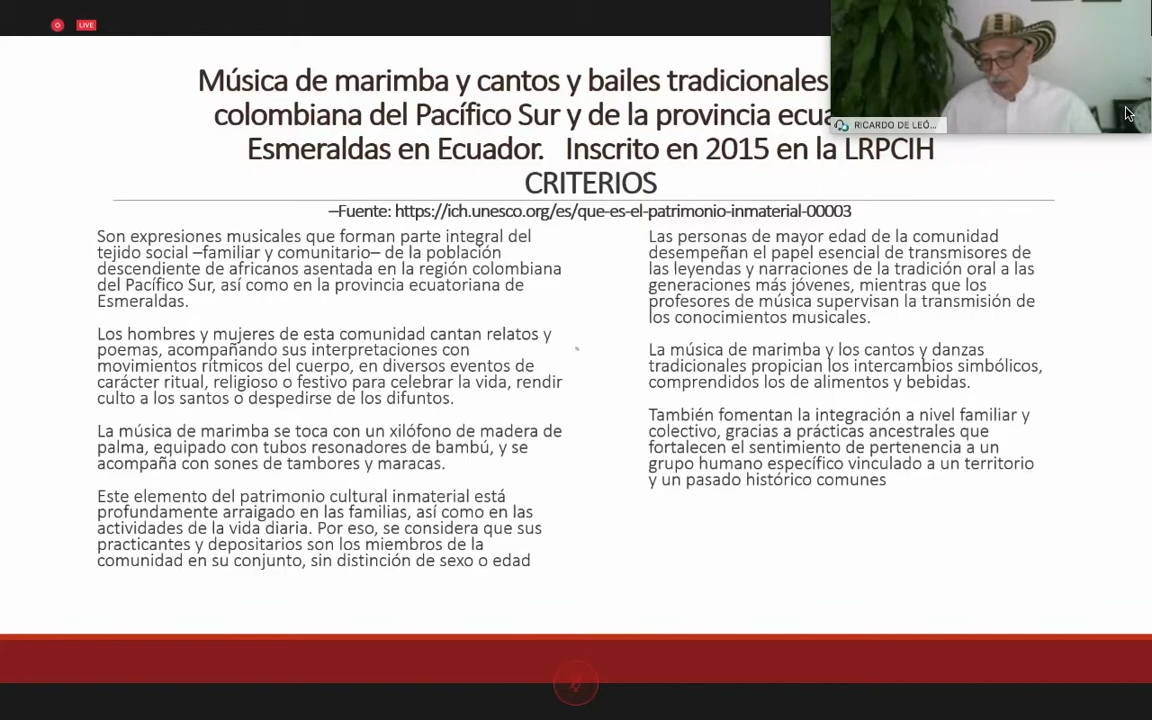 LIVE
Música de marimba y cantos y bailes tradicionales
colombiana del Pacífico Sur y de la provincia
Esmeraldas en Ecuador. Inscrito en 2015 en la LRPCIH
CRITERIOS
–Fuente: https://ich.unesco.org/es/que-es-el-patrimonio-inmaterial-00003
RICARDO DE LEÓ...
Son expresiones musicales que forman parte integral del
tejido social –familiar y comunitario– de la población
descendiente de africanos asentada en la región colombiana
del Pacífico Sur, así como en la provincia ecuatoriana de
Esmeraldas.
Los hombres y mujeres de esta comunidad cantan relatos y
poemas, acompañando sus interpretaciones con
movimientos rítmicos del cuerpo, en diversos eventos de
carácter ritual, religioso o festivo para celebrar la vida, rendir
culto a los santos o despedirse de los difuntos.
La música de marimba se toca con un xilófono de madera de
palma, equipado con tubos resonadores de bambú, y se
acompaña con sones de tambores y maracas.
Este elemento del patrimonio cultural inmaterial está
profundamente arraigado en las familias, así como en las
actividades de la vida diaria. Por eso, se considera que sus
practicantes y depositarios son los miembros de la
comunidad en su conjunto, sin distinción de sexo o edad
Las personas de mayor edad de la comunidad
desempeñan el papel esencial de transmisores de
las leyendas y narraciones de la tradición oral a las
generaciones más jóvenes, mientras que los
profesores de música supervisan la transmisión de
los conocimientos musicales.
La música de marimba y los cantos y danzas
tradicionales propician los intercambios simbólicos,
comprendidos los de alimentos y bebidas.
También fomentan la integración a nivel familiar y
colectivo, gracias a prácticas ancestrales que
fortalecen el sentimiento de pertenencia a un
grupo humano específico vinculado a un territorio
y un pasado histórico comunes